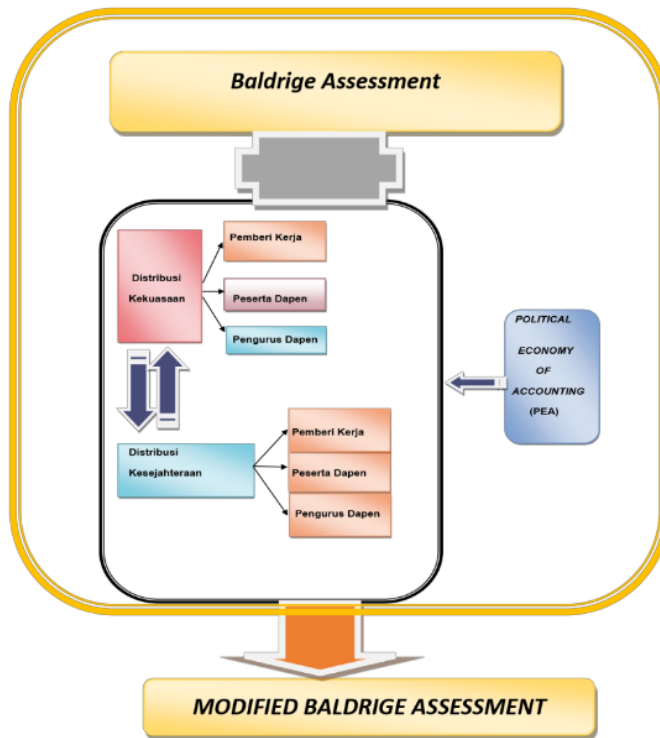 Baldrige Assessment
Pemberi Kerja
Distribusi
Kekuasaan
Peserta Dapen
Pengurus Dapen
POLITICAL
ECONOMY
OF
ACCOUNTING
(PEA)
Distribusi
Kesejahteraan
Pemberi Kerja
Peserta Dapen
Pengurus Dapen
MODIFIED BALDRIGE ASSESSMENT